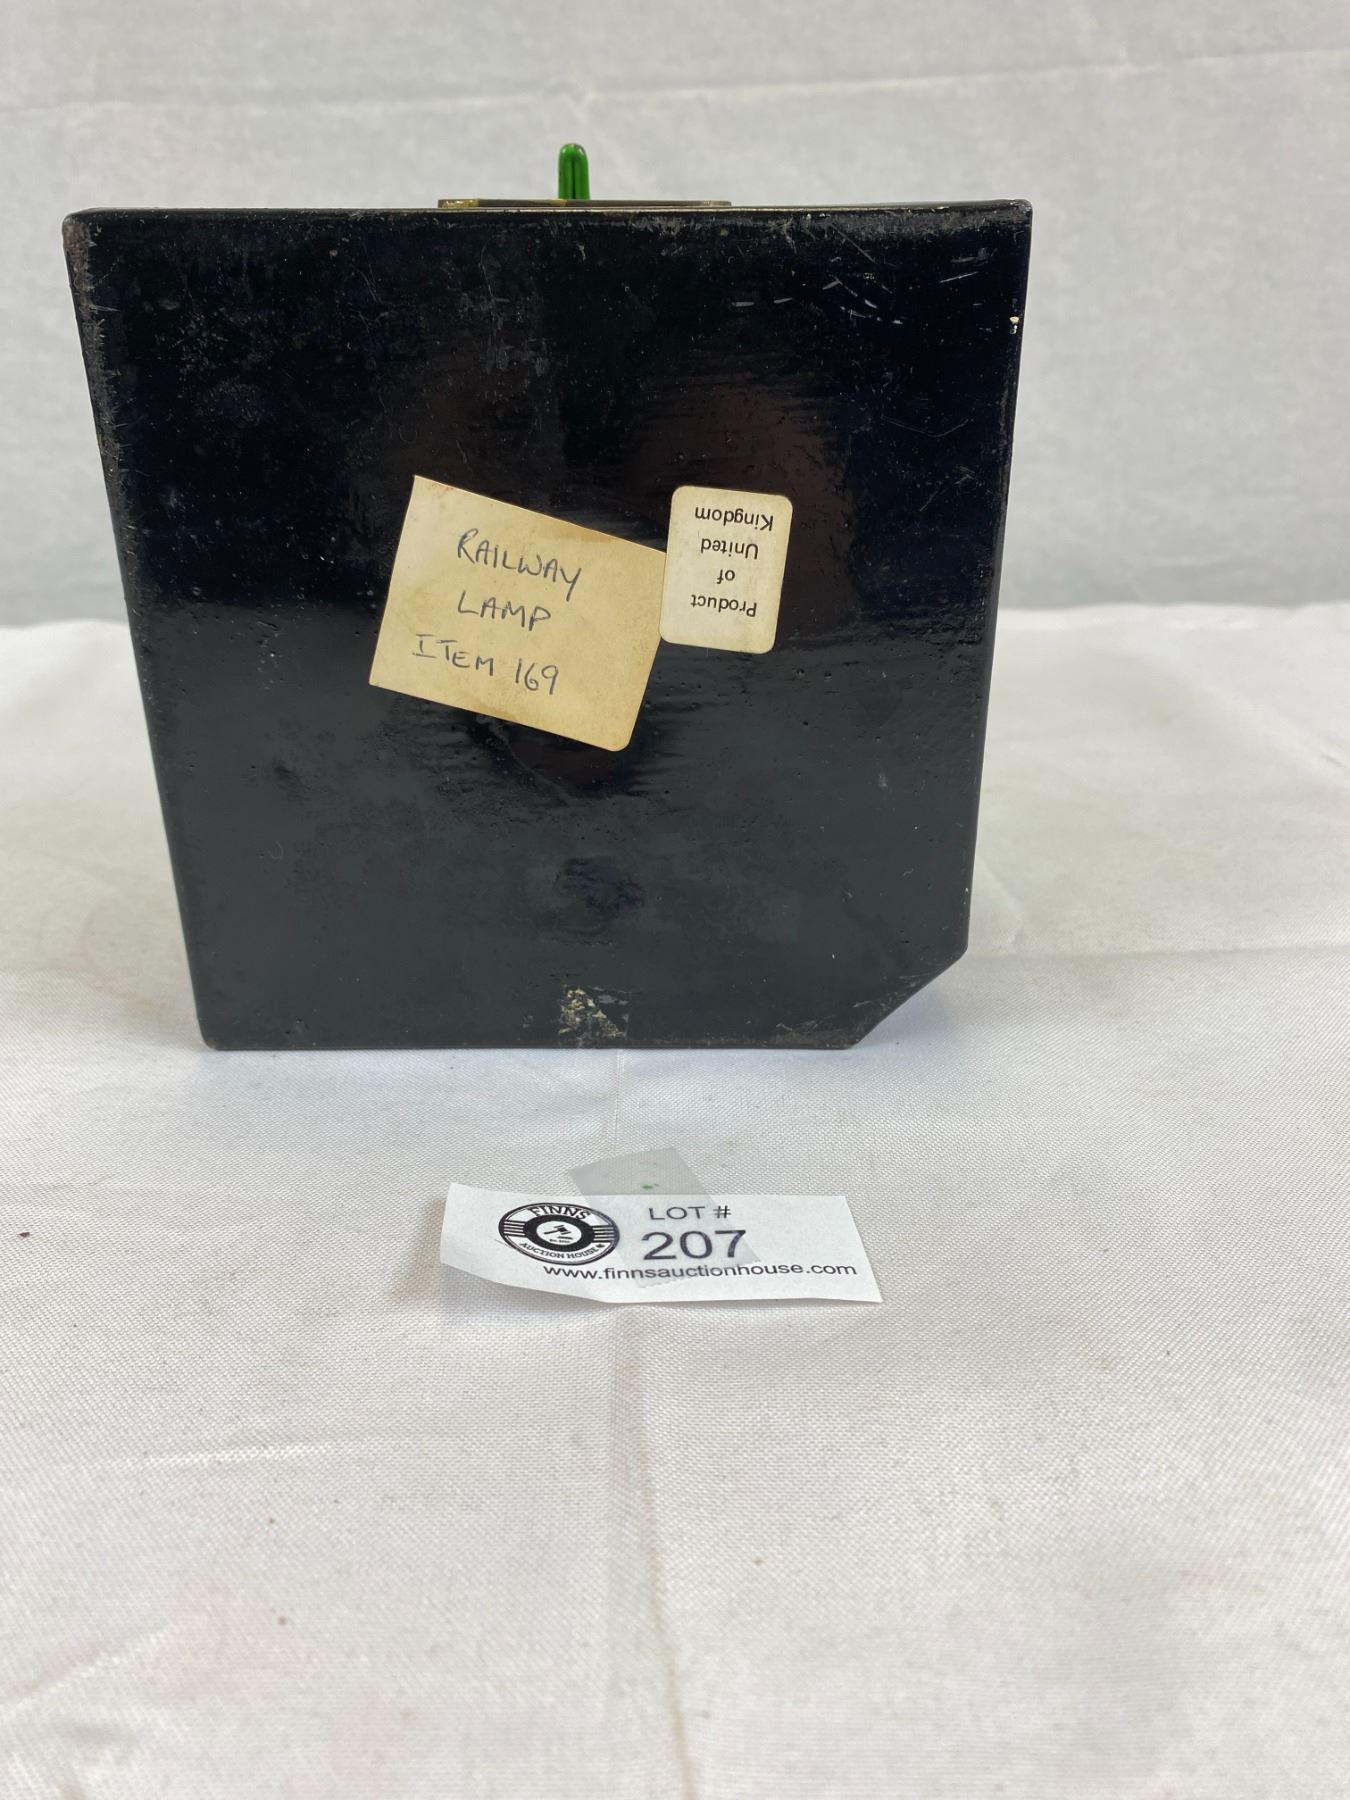 RAILWAY
LAMP
ITEM 169
Product
of
United
Kingdom
FINNS
AUCTION HOUSE
LOT #
207
www.finnsauctionhouse.com